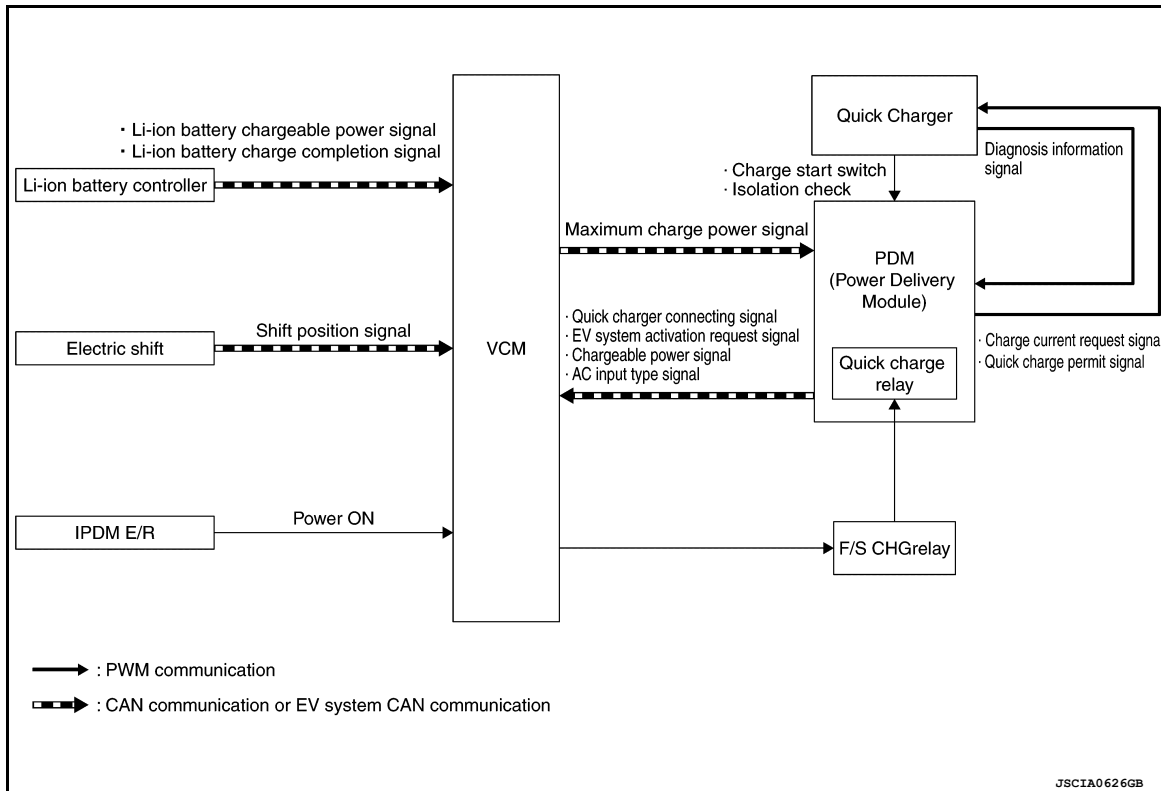 · Li-ion battery chargeable power signal
· Li-ion battery charge completion signal
Li-ion battery controller
Shift position signal
Electric shift
Power ON
IPDM E/R
VCM
Quick Charger
Diagnosis information
signal
· Charge start switch
· Isolation check
Maximum charge power signal
PDM
(Power Delivery
Module)
· Quick charger connecting signal
· EV system activation request signal
· Chargeable power signal
· AC input type signal
Quick charge
relay
· Charge current request signal
· Quick charge permit signal
F/S CHGrelay
: PWM communication
: CAN communication or EV system CAN communication
JSCIA0626GB